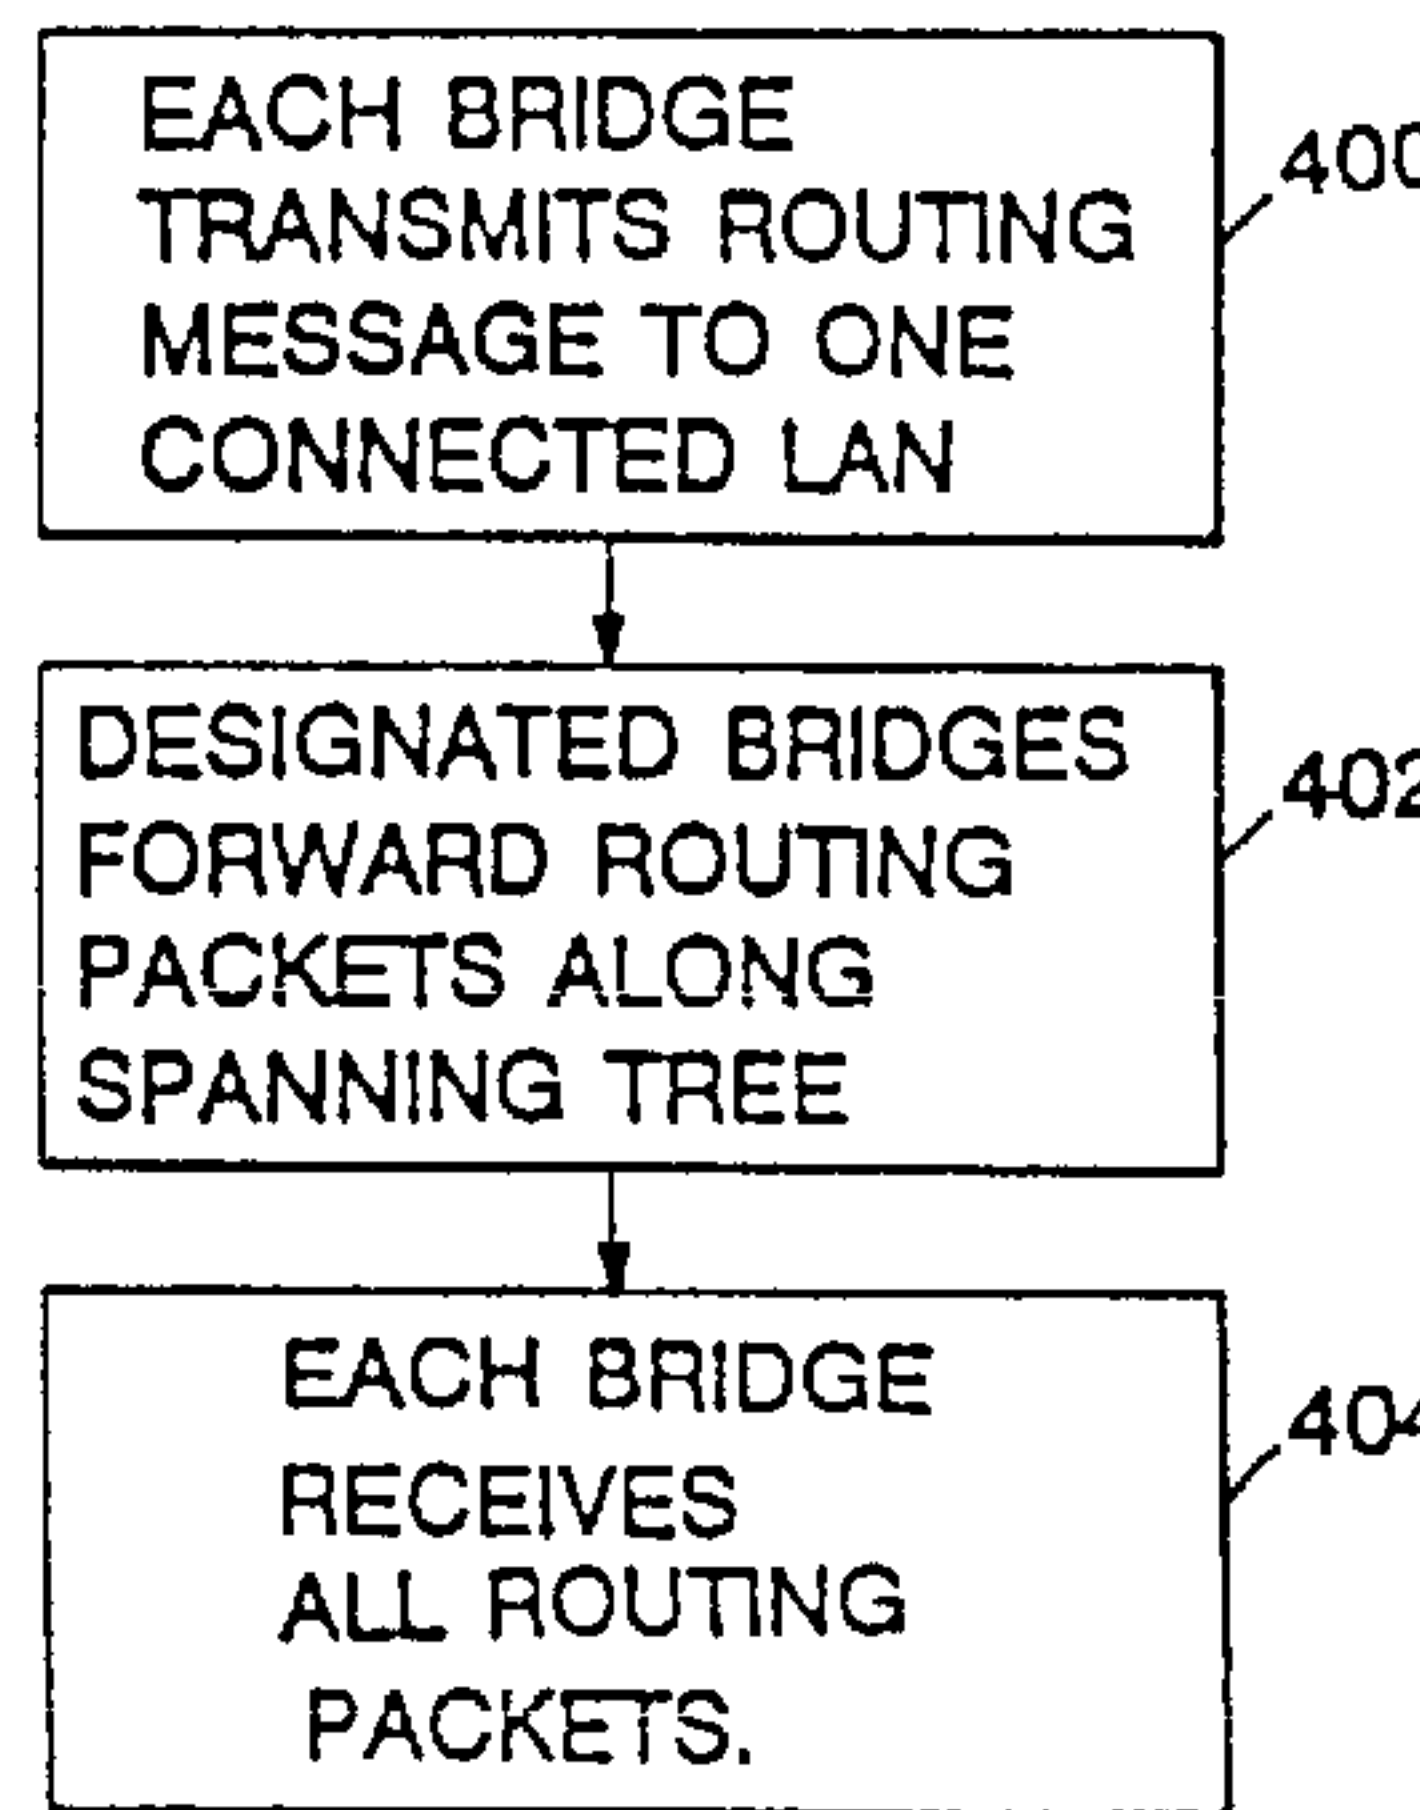 EACH BRIDGE
TRANSMITS ROUTING
MESSAGE TO ONE
CONNECTED LAN
400
DESIGNATED BRIDGES
FORWARD ROUTING
PACKETS ALONG
SPANNING TREE
402
EACH BRIDGE
RECEIVES
ALL ROUTING
PACKETS.
404